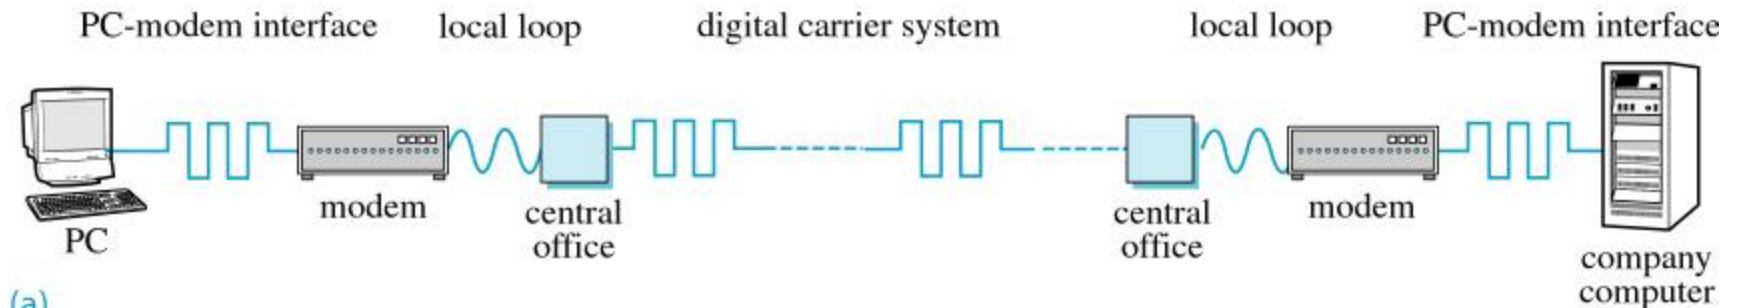 PC-modem interface
local loop
digital carrier system
local loop
PC-modem interface
PC
modem
central
office
central
office
modem
company
computer
(a)